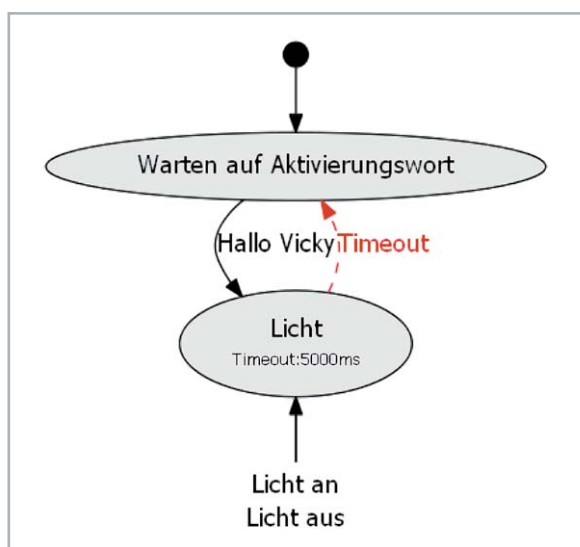 Warten auf Aktivierungswort
Hallo Vicky Timeout
Licht
Timeout:5000ms
Licht an
Licht aus